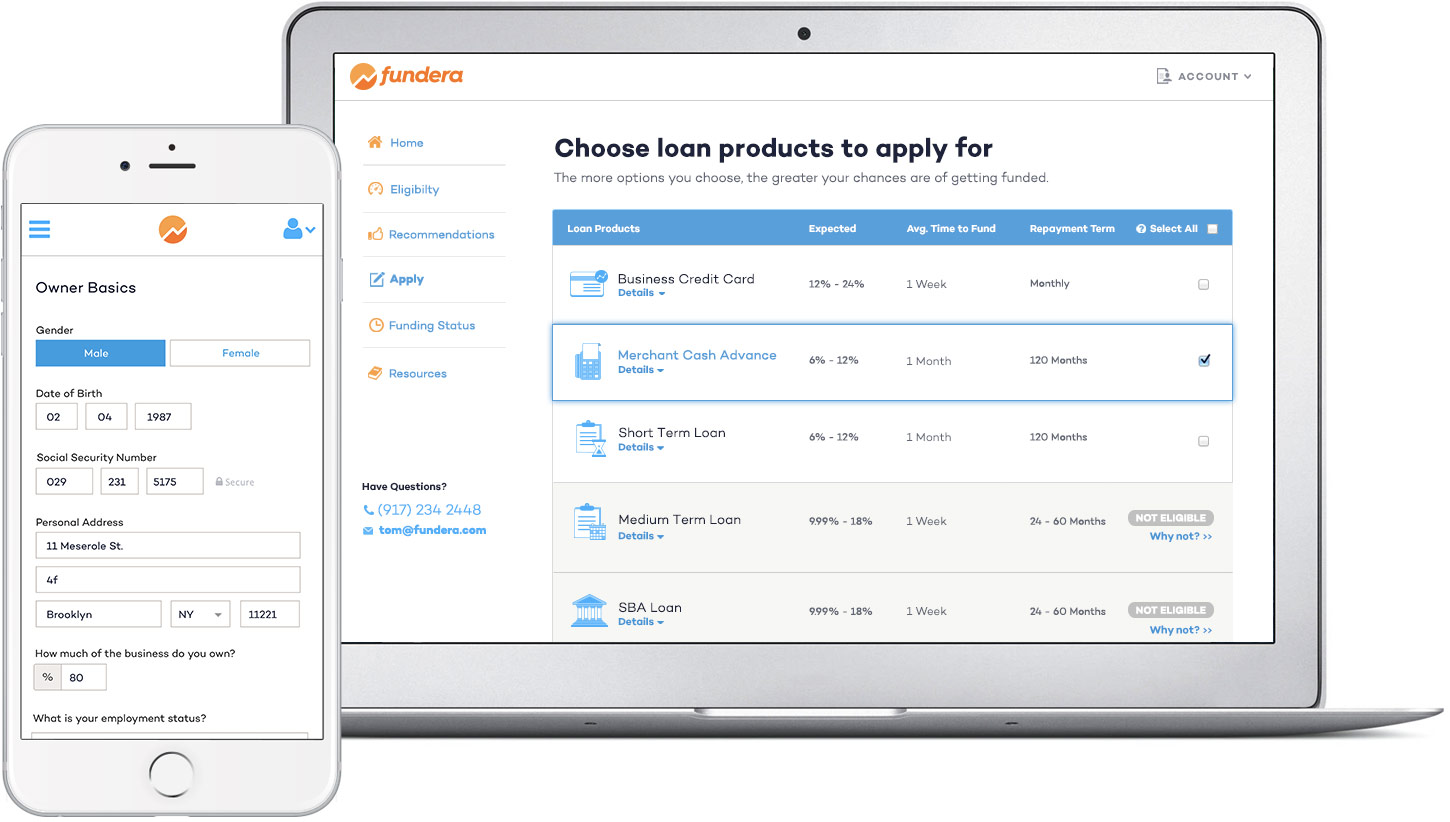 fundera
ACCOUNT
Home
Eligibilty
Recommendations
Apply
Funding Status
Resources
Have Questions?
(917) 234 2448
tom@fundera.com
Choose loan products to apply for
The more options you choose, the greater your chances are of getting funded.
Loan Products Expected Avg. Time to Fund Repayment Term ? Select All
Business Credit Card
Details
12% - 24% 1 Week Monthly
Merchant Cash Advance
Details
6% - 12% 1 Month 120 Months
Short Term Loan
Details
6% - 12% 1 Month 120 Months
Medium Term Loan
Details
9.99% - 18% 1 Week 24 - 60 Months
NOT ELIGIBLE
Why not? >>
SBA Loan
Details
9.99% - 18% 1 Week 24 - 60 Months
NOT ELIGIBLE
Why not? >>
Owner Basics
Gender
Male Female
Date of Birth
02 04 1987
Social Security Number
029 231 5175 Secure
Personal Address
11 Meserole St.
4f
Brooklyn NY 11221
How much of the business do you own?
% 80
What is your employment status?